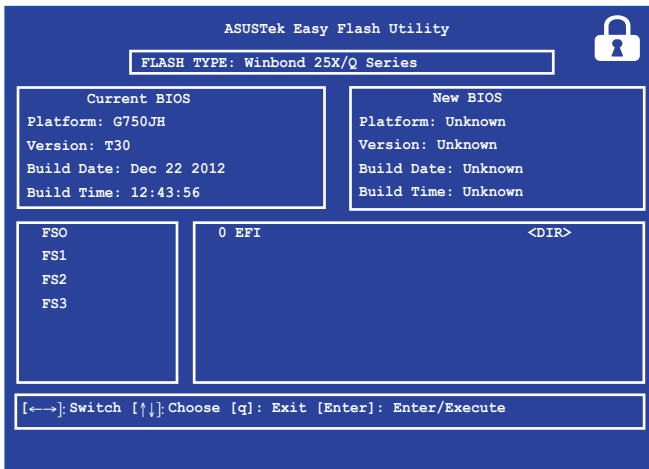 ASUSTek Easy Flash Utility
FLASH TYPE: Winbond 25X/Q Series
Current BIOS
Platform: G750JH
Version: T30
Build Date: Dec 22 2012
Build Time: 12:43:56
New BIOS
Platform: Unknown
Version: Unknown
Build Date: Unknown
Build Time: Unknown
FSO
FS1
FS2
FS3
0 EFI <DIR>
[←→]: Switch [↑↓]: Choose [q]: Exit [Enter]: Enter/Execute